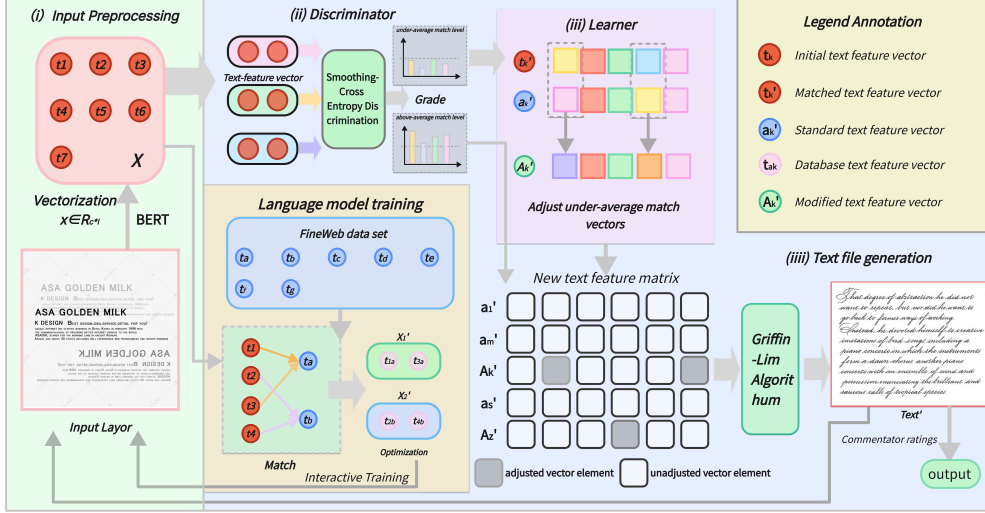 (i) Input Preprocessing
t1 t2 t3
t4 t5 t6
t7 X
Vectorization
x∈R_c*l
BERT
ASA GOLDEN MILK
ASA GOLDEN MILK
K DESIGN
ASA GOLDEN MILK
Input Layor
(ii) Discriminator
Text-feature vector
Smoothing-
Cross
Entropy Dis
crimination
under-average match level
Grade
above-average match level
(iii) Learner
tk'
ak'
Ak'
Adjust under-average match
vectors
Legend Annotation
tk Initial text feature vector
tk' Matched text feature vector
ak' Standard text feature vector
tak Database text feature vector
Ak' Modified text feature vector
Language model training
FineWeb data set
ta tb tc td te
tf tg
t1
t2
t3
t4
ta
tb
Match
X1'
t1a t3a
X2'
t2b t4b
Optimization
Interactive Training
New text feature matrix
a1'
am'
Ak'
as'
Az'
adjusted vector element
unadjusted vector element
Griffin
-Lim
Algorit
hum
(iiii) Text file generation
That degree of abstraction he did not
want to repeat, but nor did he want to
go back to former ways of working.
Instead, he devoted himself to creative
imitation of bird songs including a
piano concerto in which the instruments
join in a dawn chorus, another piano
concerto with an ensemble of wind and
percussion enunciating the brilliant and
raucous calls of tropical species.
Text'
Commentator ratings
output